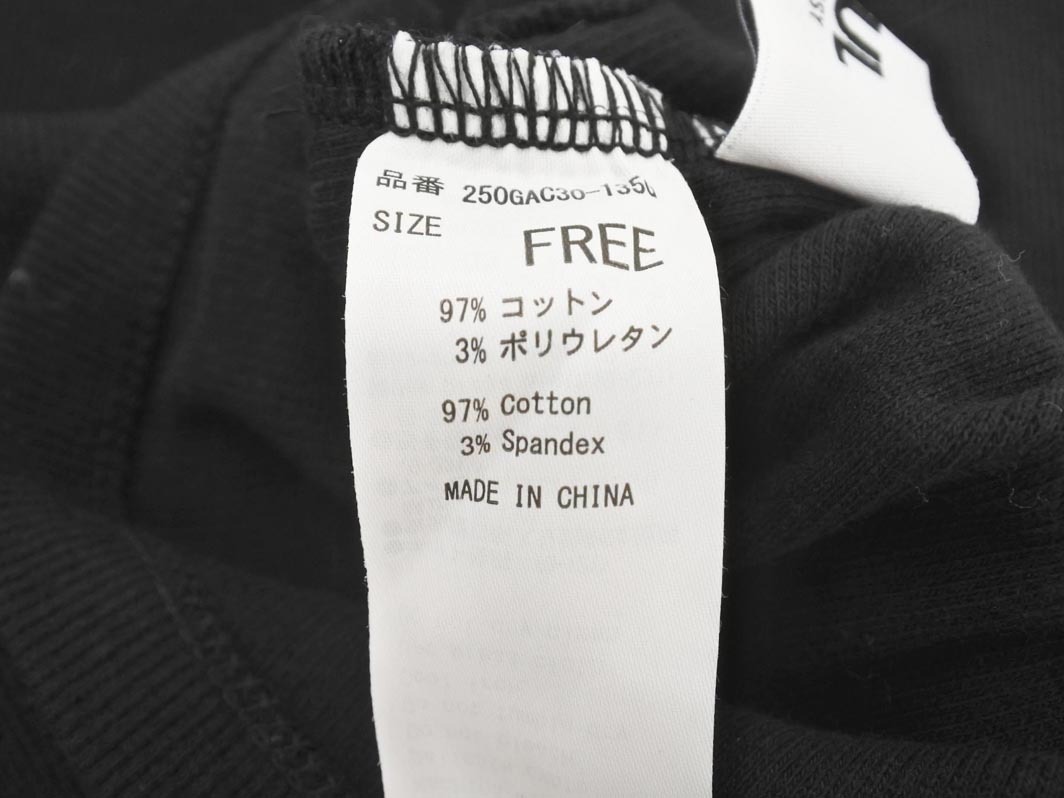 品番 250GAC30-135G
SIZE FREE
97% コットン
3% ポリウレタン
97% Cotton
3% Spandex
MADE IN CHINA